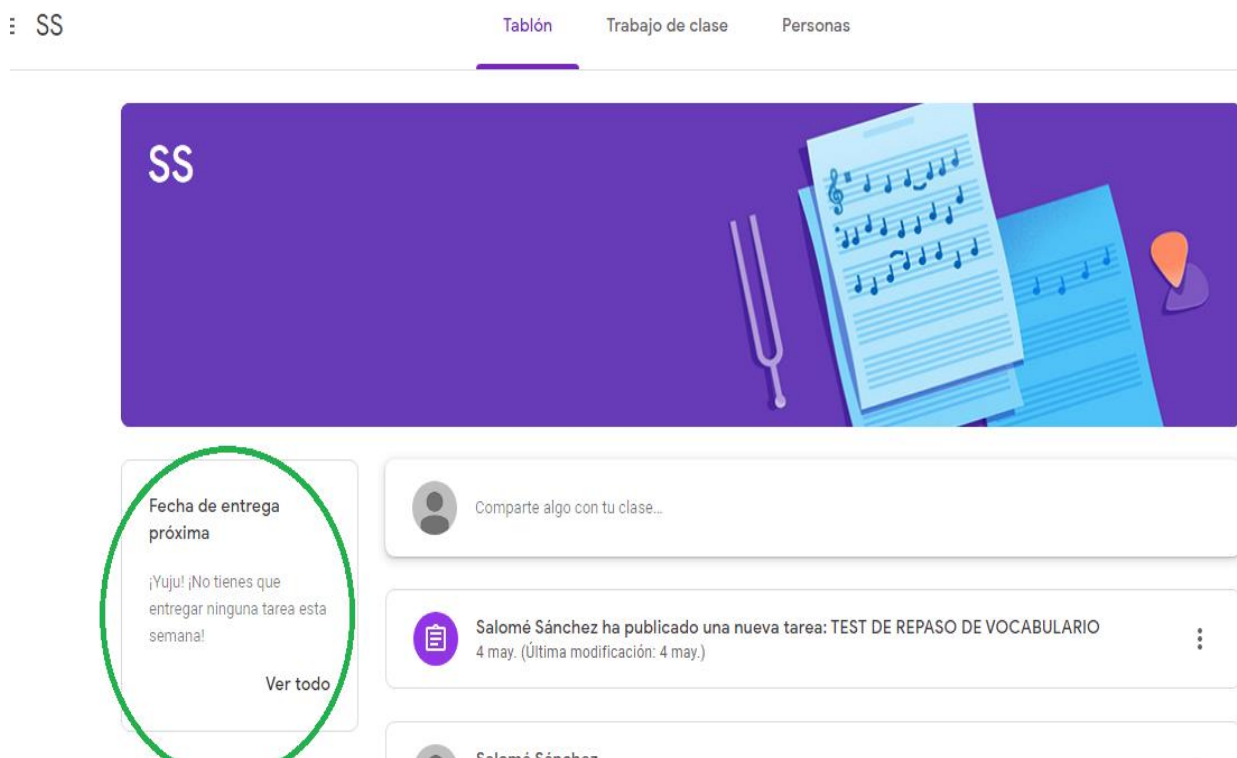 SS
Tablón
Trabajo de clase
Personas
SS
Fecha de entrega
próxima
¡Yuju! ¡No tienes que
entregar ninguna tarea esta
semana!
Ver todo
Comparte algo con tu clase...
Salomé Sánchez ha publicado una nueva tarea: TEST DE REPASO DE VOCABULARIO
4 may. (Última modificación: 4 may.)
Salomé Sánchez